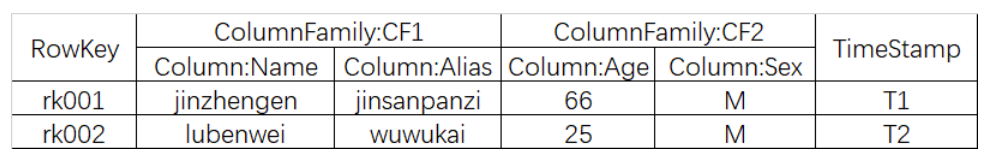 RowKey ColumnFamily:CF1 ColumnFamily:CF2 TimeStamp
Column:Name Column:Alias Column:Age Column:Sex
rk001 jinzhengen jinsanpanzi 66 M T1
rk002 lubenwei wuwukai 25 M T2